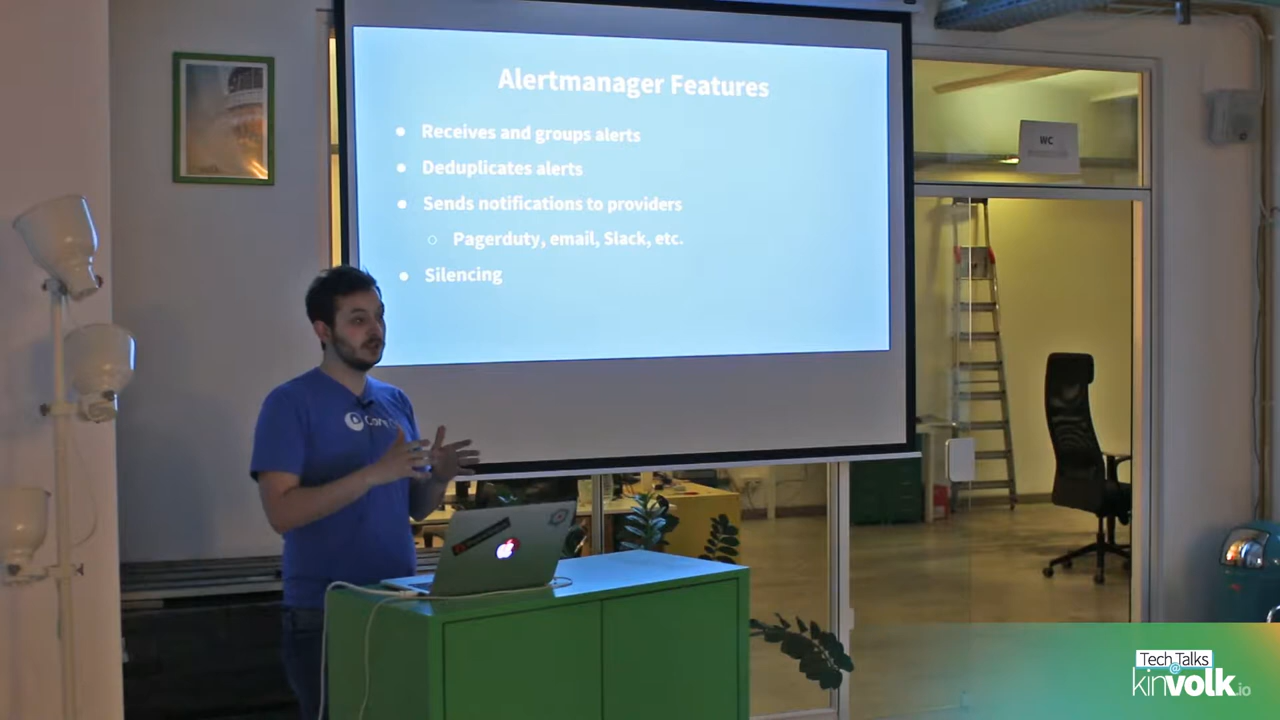 Alertmanager Features
● Receives and groups alerts
● Deduplicates alerts
● Sends notifications to providers
○ Pagerduty, email, Slack, etc.
● Silencing
WC
Tech Talks
@
kinvolk.io